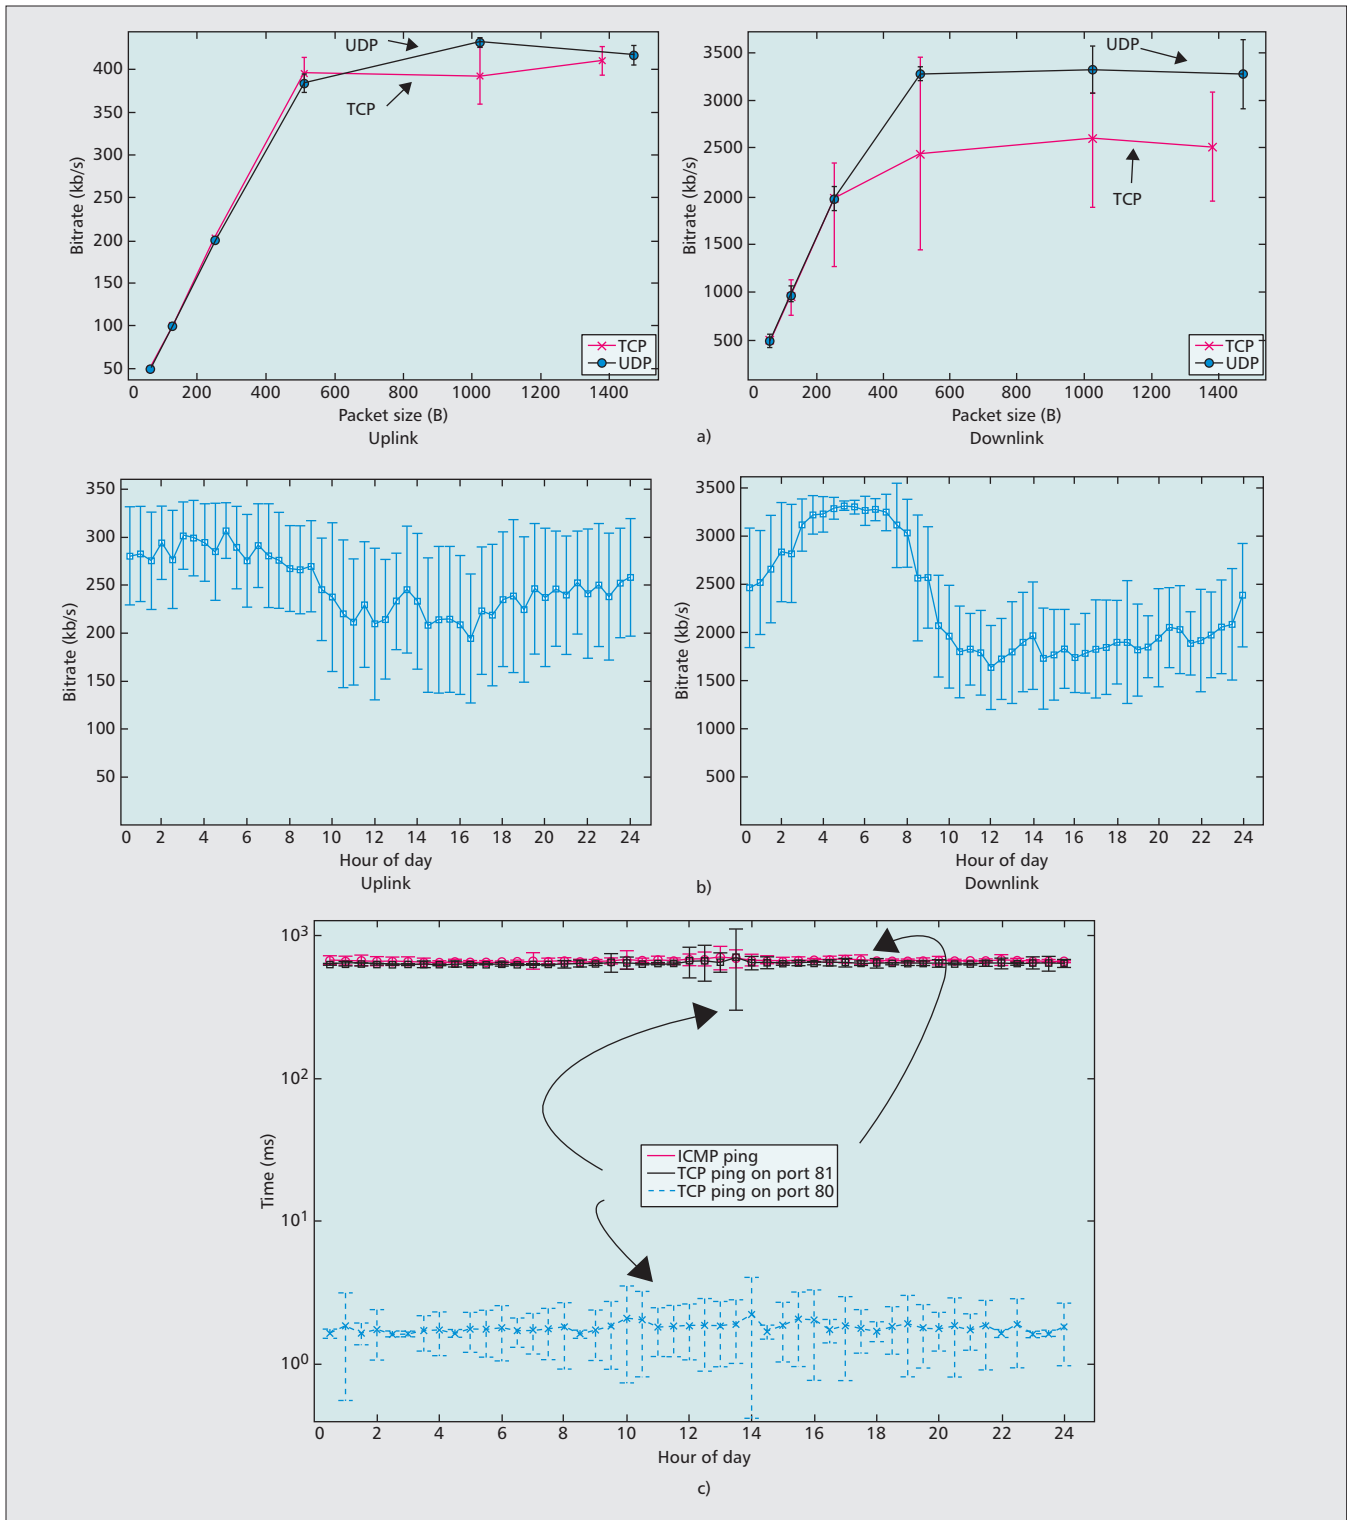 UDP
TCP
400
350
300
250
200
150
100
50
Bitrate (kb/s)
TCP
UDP
0 200 400 600 800 1000 1200 1400
Packet size (B)
Uplink
UDP
TCP
3500
3000
2500
2000
1500
1000
500
Bitrate (kb/s)
TCP
UDP
0 200 400 600 800 1000 1200 1400
Packet size (B)
Downlink
a)
350
300
250
200
150
100
50
Bitrate (kb/s)
0 2 4 6 8 10 12 14 16 18 20 22 24
Hour of day
Uplink
3500
3000
2500
2000
1500
1000
500
Bitrate (kb/s)
0 2 4 6 8 10 12 14 16 18 20 22 24
Hour of day
Downlink
b)
10³
10²
10¹
10⁰
Time (ms)
ICMP ping
TCP ping on port 81
TCP ping on port 80
0 2 4 6 8 10 12 14 16 18 20 22 24
Hour of day
c)